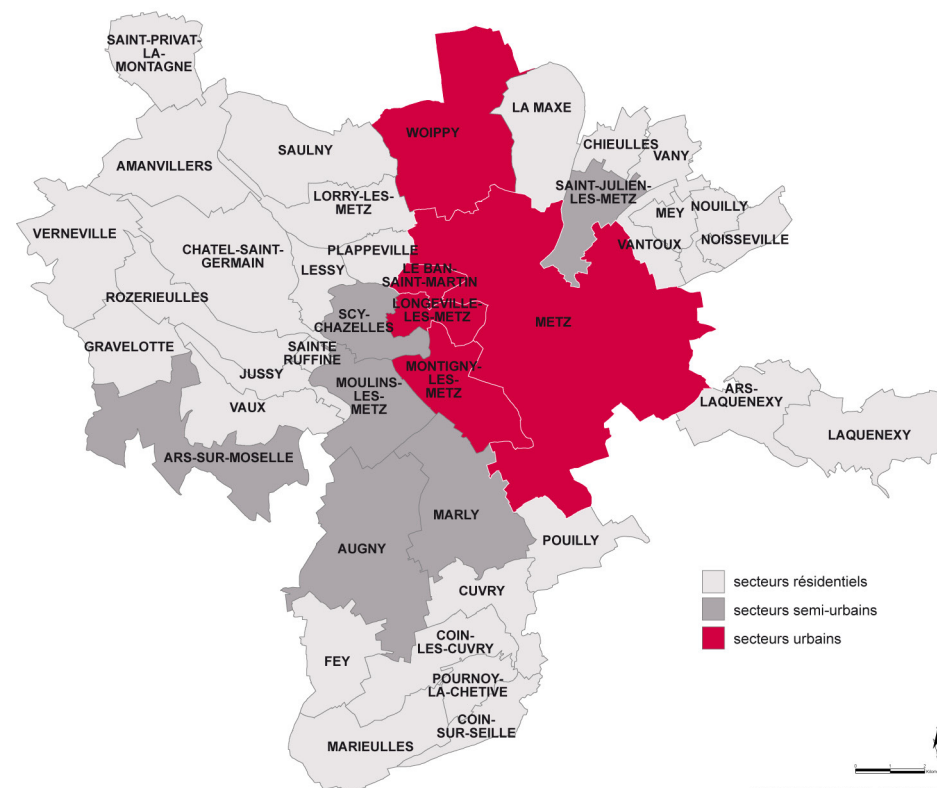 SAINT-PRIVAT-
LA-
MONTAGNE
WOIPPY
LA MAXE
CHIEULLES
VANY
SAULNY
AMANVILLERS
SAINT-JULIEN-
LES-METZ
LORRY-LES-
METZ
MEY
NOUILLY
VERNEVILLE
CHATEL-SAINT-
GERMAIN
PLAPPEVILLE
VANTOUX
NOISSEVILLE
LESSY
LE BAN-
SAINT-MARTIN
ROZERIEULLES
LONGEVILLE-
LES-METZ
SCY-
CHAZELLES
METZ
GRAVELOTTE
SAINTE
RUFFINE
JUSSY
MONTIGNY-
LES-
METZ
MOULINS-
LES-
METZ
ARS-
LAQUENEXY
VAUX
LAQUENEXY
ARS-SUR-MOSELLE
MARLY
POUILLY
AUGNY
CUVRY
secteurs résidentiels
secteurs semi-urbains
secteurs urbains
COIN-
LES-CUVRY
FEY
POURNOY-
LA-CHETIVE
COIN-
SUR-SEILLE
MARIEULLES
0 1 2